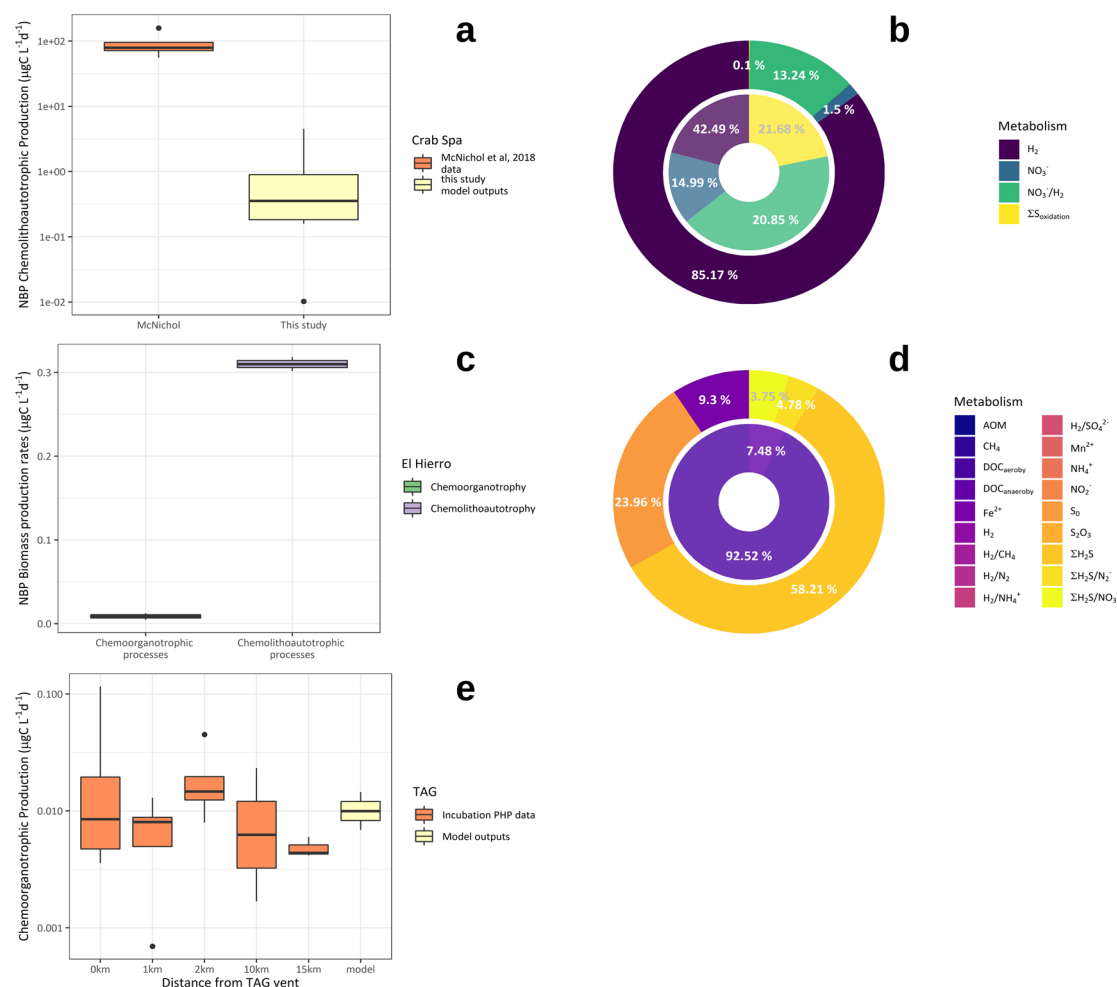 a
NBP Chemolithoautotrophic Production (µgC L⁻¹d⁻¹)
1e+02
1e+01
1e+00
1e-01
1e-02
McNichol
This study
Crab Spa
McNichol et al, 2018
data
this study
model outputs
b
0.1 %
13.24 %
1.5 %
42.49 %
21.68 %
14.99 %
20.85 %
85.17 %
Metabolism
H₂
NO₃⁻
NO₃⁻/H₂
ΣS oxidation
c
NBP Biomass production rates (µgC L⁻¹d⁻¹)
0.3
0.2
0.1
0.0
Chemoorganotrophic
processes
Chemolithoautotrophic
processes
El Hierro
Chemoorganotrophy
Chemolithoautotrophy
d
9.3 %
3.75 %
4.78 %
7.48 %
23.96 %
92.52 %
58.21 %
Metabolism
AOM
CH₄
DOC aeroby
DOC anaeroby
Fe²⁺
H₂
H₂/CH₄
H₂/N₂
H₂/NH₄⁺
H₂/SO₄²⁻
Mn²⁺
NH₄⁺
NO₂⁻
S₀
S₂O₃
ΣH₂S
ΣH₂S/N₂⁻
ΣH₂S/NO₃
e
Chemoorganotrophic Production (µgC L⁻¹d⁻¹)
0.100
0.010
0.001
0km
1km
2km
10km
15km
model
Distance from TAG vent
TAG
Incubation PHP data
Model outputs